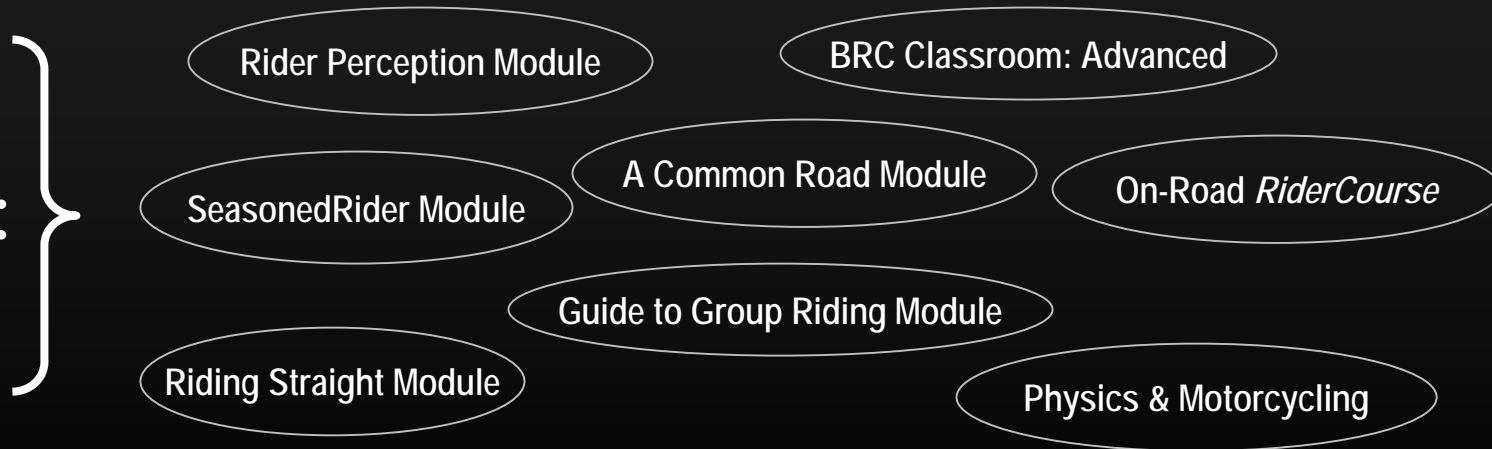 Rider Perception Module
BRC Classroom: Advanced
A Common Road Module
On-Road RiderCourse
SeasonedRider Module
:
Guide to Group Riding Module
Riding Straight Module
Physics & Motorcycling